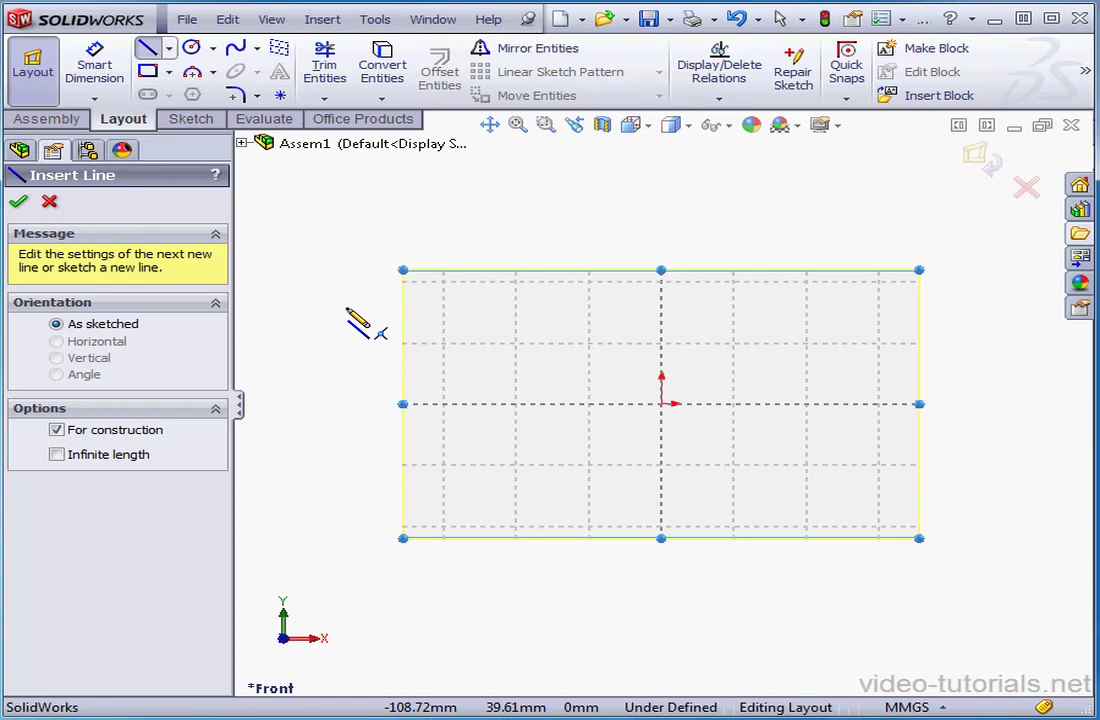 SW SOLIDWORKS File Edit View Insert Tools Window Help ... ?
Layout
Smart
Dimension
Trim
Entities
Convert
Entities
Offset
Entities
Mirror Entities
Linear Sketch Pattern
Move Entities
Display/Delete
Relations
Repair
Sketch
Quick
Snaps
Make Block
Edit Block
Insert Block
»
Assembly Layout Sketch Evaluate Office Products
Assem1 (Default<Display S...
Insert Line ?
Message
Edit the settings of the next new
line or sketch a new line.
Orientation
As sketched
Horizontal
Vertical
Angle
Options
For construction
Infinite length
Y
X
*Front
video-tutorials.net
SolidWorks -108.72mm 39.61mm 0mm Under Defined Editing Layout MMGS